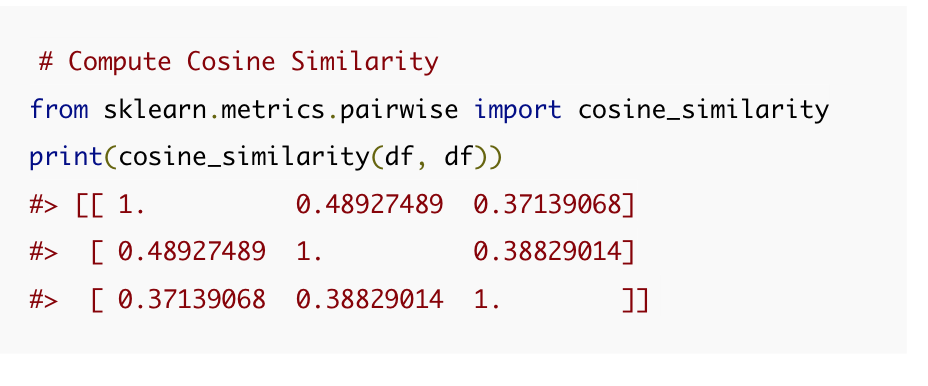 # Compute Cosine Similarity
from sklearn.metrics.pairwise import cosine_similarity
print(cosine_similarity(df, df))
#> [[ 1.          0.48927489  0.37139068]
#>  [ 0.48927489  1.          0.38829014]
#>  [ 0.37139068  0.38829014  1.        ]]